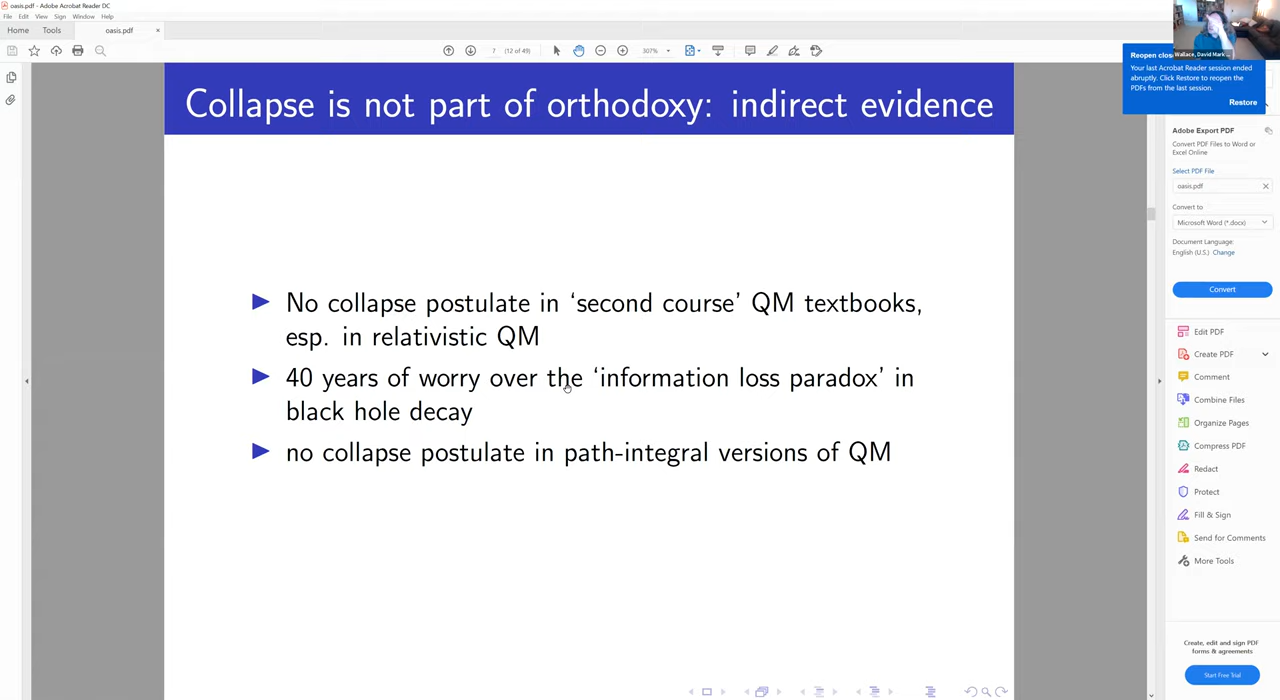 oasis.pdf - Adobe Acrobat Reader DC
File Edit View Sign Window Help
Home Tools oasis.pdf ×
7 (12 of 49) 307%
Wallace, David Mark ...
Your last Acrobat Reader session ended
abruptly. Click Restore to reopen the
PDFs from the last session.
Restore
Collapse is not part of orthodoxy: indirect evidence
No collapse postulate in ‘second course’ QM textbooks,
esp. in relativistic QM
40 years of worry over the ‘information loss paradox’ in
black hole decay
no collapse postulate in path-integral versions of QM
Adobe Export PDF
Convert PDF Files to Word or
Excel Online
Select PDF File
oasis.pdf
Convert to
Microsoft Word (*.docx)
Document Language:
English (U.S.) Change
Convert
Edit PDF
Create PDF
Comment
Combine Files
Organize Pages
Compress PDF
Redact
Protect
Fill & Sign
Send for Comments
More Tools
Create, edit and sign PDF
forms & agreements
Start Free Trial